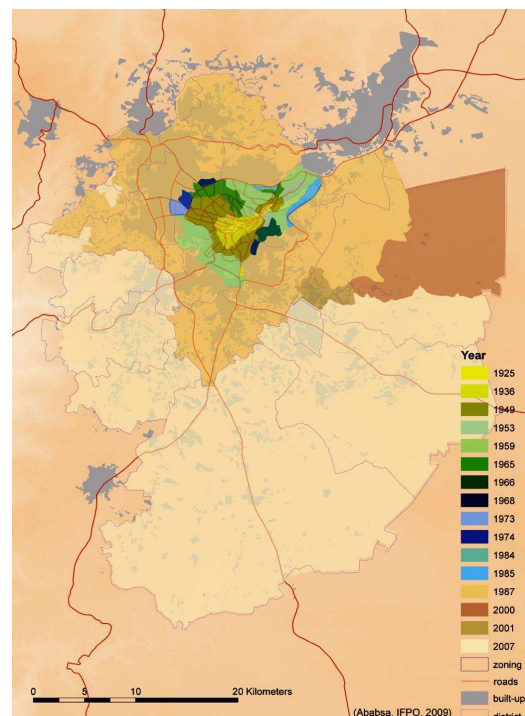 Year
1925
1936
1949
1953
1959
1965
1966
1968
1973
1974
1984
1985
1987
2000
2001
2007
zoning
roads
built-up
district
0 5 10 20 Kilometers
(Ababsa, IFPO, 2009)